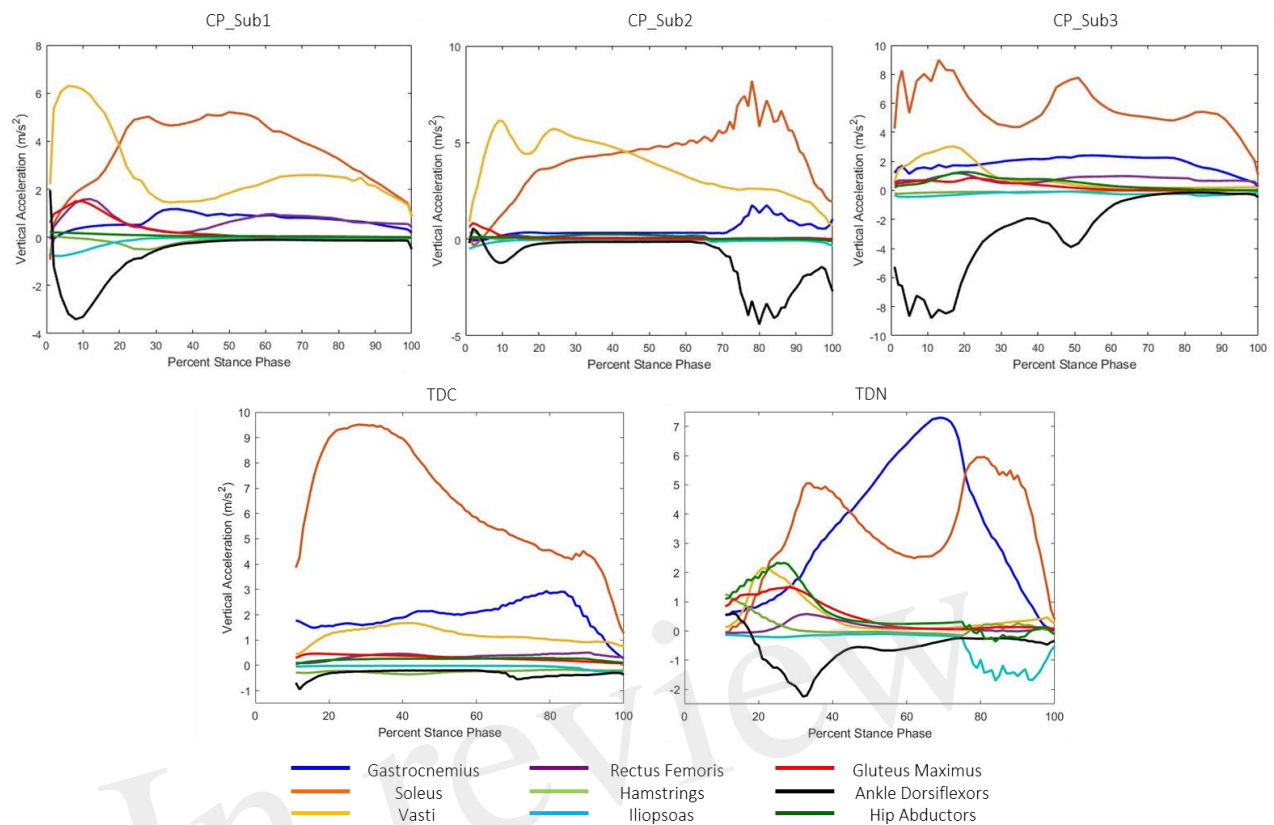 CP_Sub1 CP_Sub2 CP_Sub3
8
6
4
2
0
-2
-4
Vertical Acceleration (m/s²)
0 10 20 30 40 50 60 70 80 90 100
Percent Stance Phase
10
5
0
-5
Vertical Acceleration (m/s²)
0 10 20 30 40 50 60 70 80 90 100
Percent Stance Phase
10
8
6
4
2
0
-2
-4
-6
-8
-10
Vertical Acceleration (m/s²)
0 10 20 30 40 50 60 70 80 90 100
Percent Stance Phase
TDC TDN
10
9
8
7
6
5
4
3
2
1
0
-1
Vertical Acceleration (m/s²)
0 20 40 60 80 100
Percent Stance Phase
7
6
5
4
3
2
1
0
-1
-2
Vertical Acceleration (m/s²)
0 20 40 60 80 100
Percent Stance Phase
Gastrocnemius Rectus Femoris Gluteus Maximus
Soleus Hamstrings Ankle Dorsiflexors
Vasti Iliopsoas Hip Abductors
In review